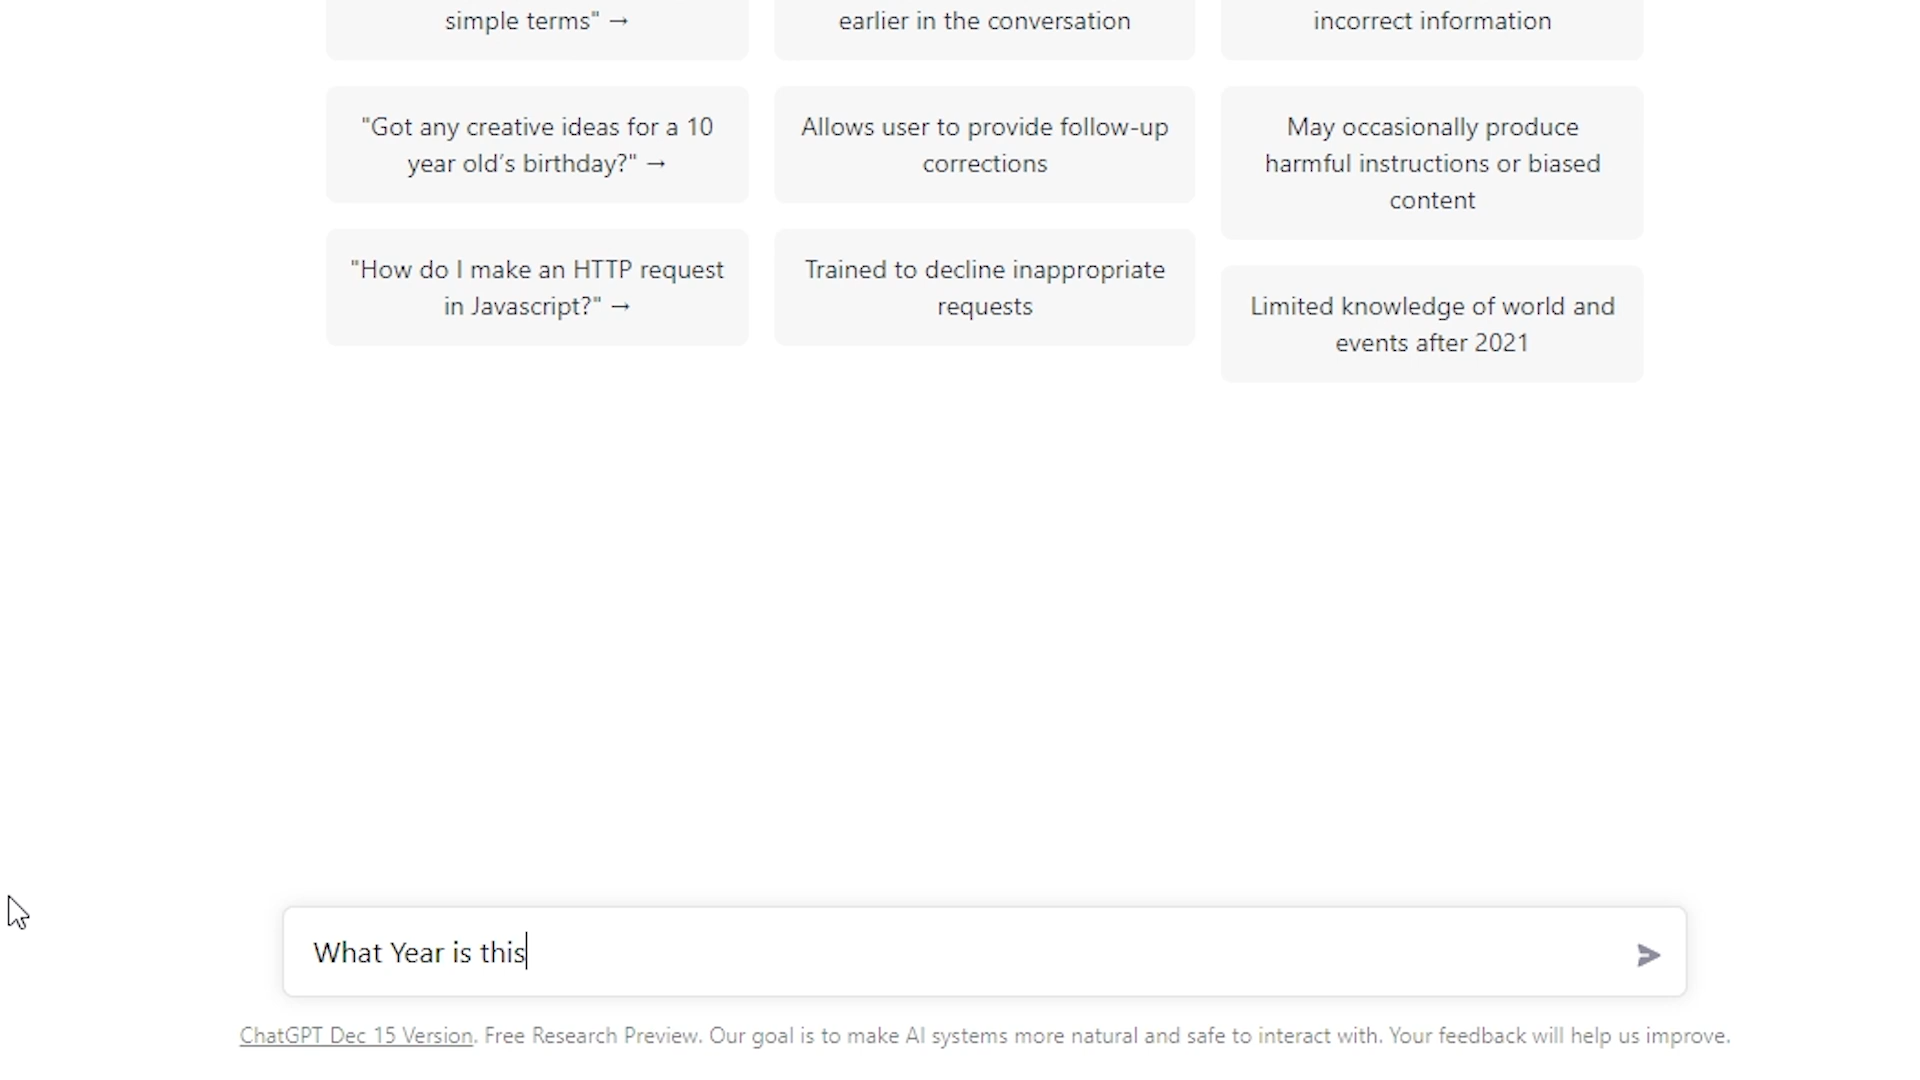 simple terms" →
earlier in the conversation
incorrect information
"Got any creative ideas for a 10
year old’s birthday?" →
Allows user to provide follow-up
corrections
May occasionally produce
harmful instructions or biased
content
"How do I make an HTTP request
in Javascript?" →
Trained to decline inappropriate
requests
Limited knowledge of world and
events after 2021
What Year is this
ChatGPT Dec 15 Version. Free Research Preview. Our goal is to make AI systems more natural and safe to interact with. Your feedback will help us improve.